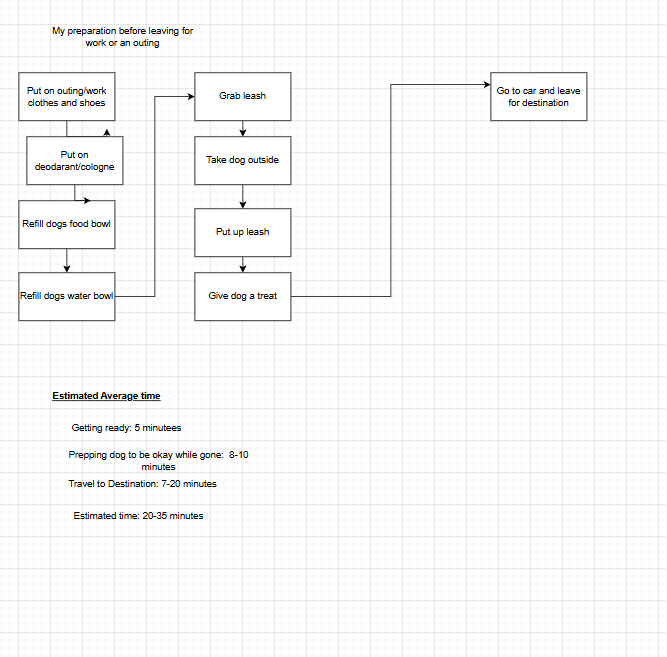 My preparation before leaving for
work or an outing
Put on outing/work
clothes and shoes
Put on
deodarant/cologne
Refill dogs food bowl
Refill dogs water bowl
Grab leash
Take dog outside
Put up leash
Give dog a treat
Go to car and leave
for destination
Estimated Average time
Getting ready: 5 minutees
Prepping dog to be okay while gone: 8-10
minutes
Travel to Destination: 7-20 minutes
Estimated time: 20-35 minutes